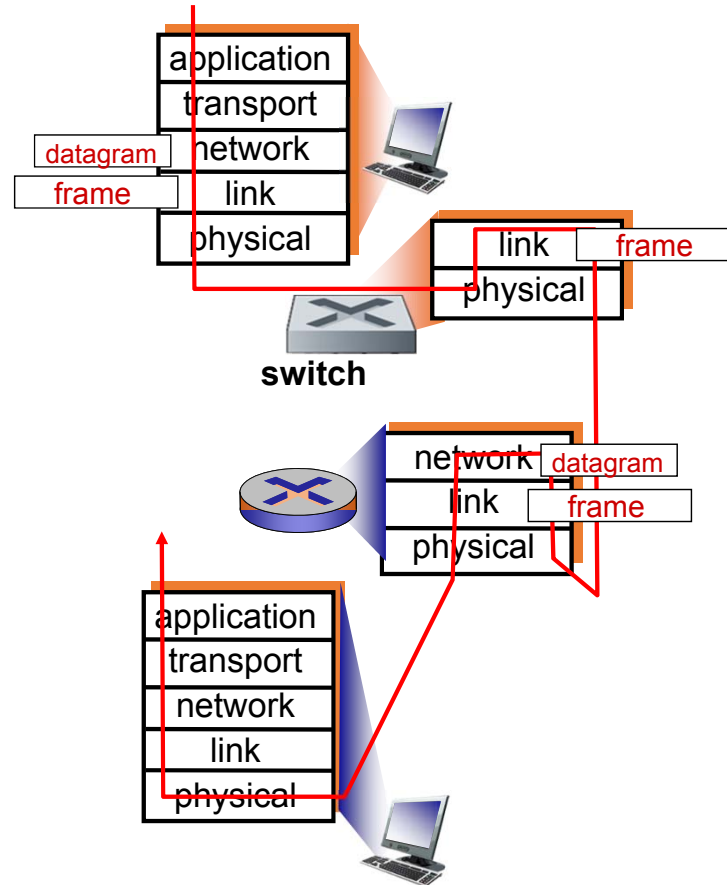 application
transport
datagram
network
frame
link
physical
link
frame
physical
switch
network
datagram
link
frame
physical
application
transport
network
link
physical